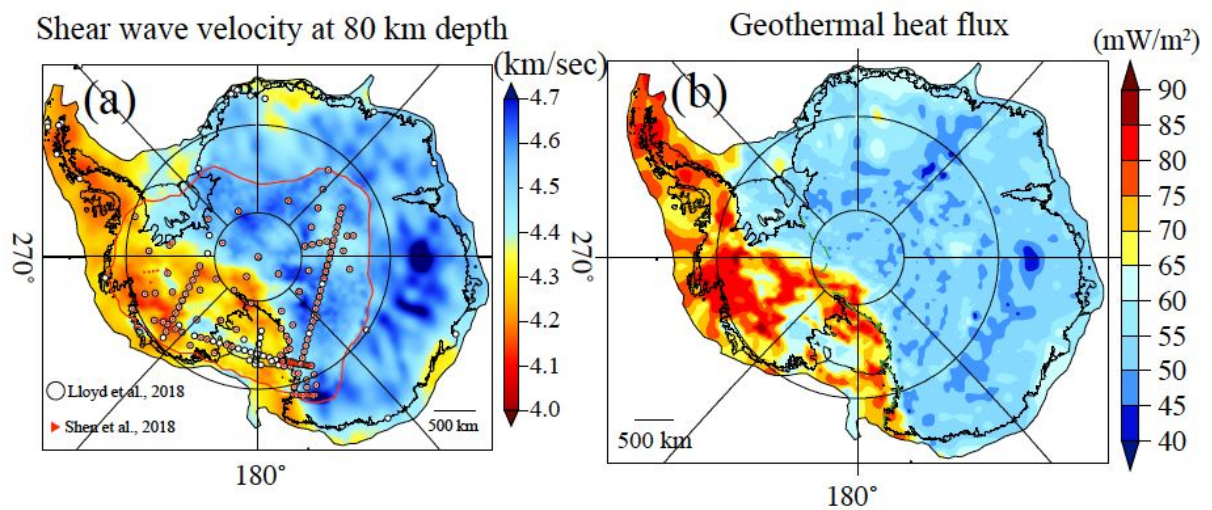 Shear wave velocity at 80 km depth
(km/sec)
(a)
4.7
4.6
4.5
4.4
4.3
4.2
4.1
4.0
270°
Lloyd et al., 2018
Shen et al., 2018
500 km
180°
Geothermal heat flux
(mW/m²)
(b)
90
85
80
75
70
65
60
55
50
45
40
270°
500 km
180°